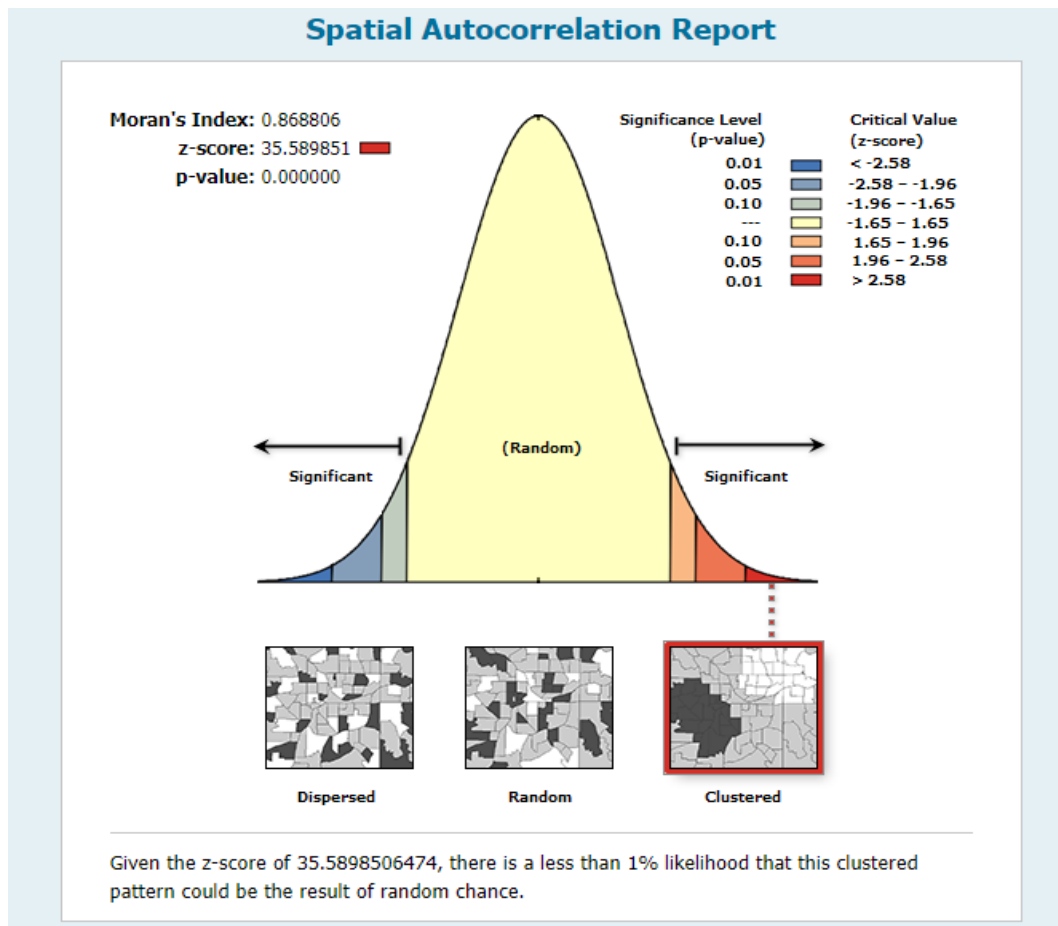 Spatial Autocorrelation Report
Moran's Index: 0.868806
z-score: 35.589851
p-value: 0.000000
Significance Level
(p-value)
Critical Value
(z-score)
0.01 < -2.58
0.05 -2.58 – -1.96
0.10 -1.96 – -1.65
--- -1.65 – 1.65
0.10 1.65 – 1.96
0.05 1.96 – 2.58
0.01 > 2.58
(Random)
Significant
Significant
Dispersed
Random
Clustered
Given the z-score of 35.5898506474, there is a less than 1% likelihood that this clustered
pattern could be the result of random chance.